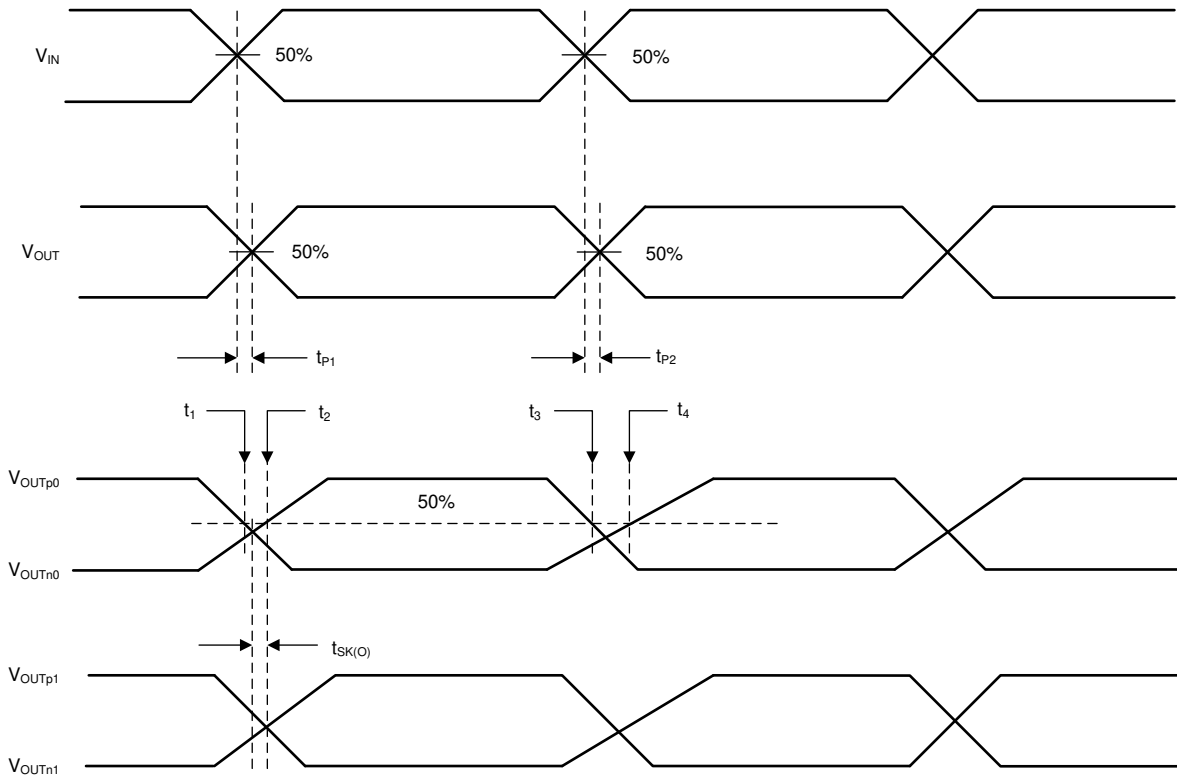 V_IN
50%
50%
V_OUT
50%
50%
t_P1
t_P2
t_1
t_2
t_3
t_4
V_OUTp0
50%
V_OUTn0
t_SK(O)
V_OUTp1
V_OUTn1